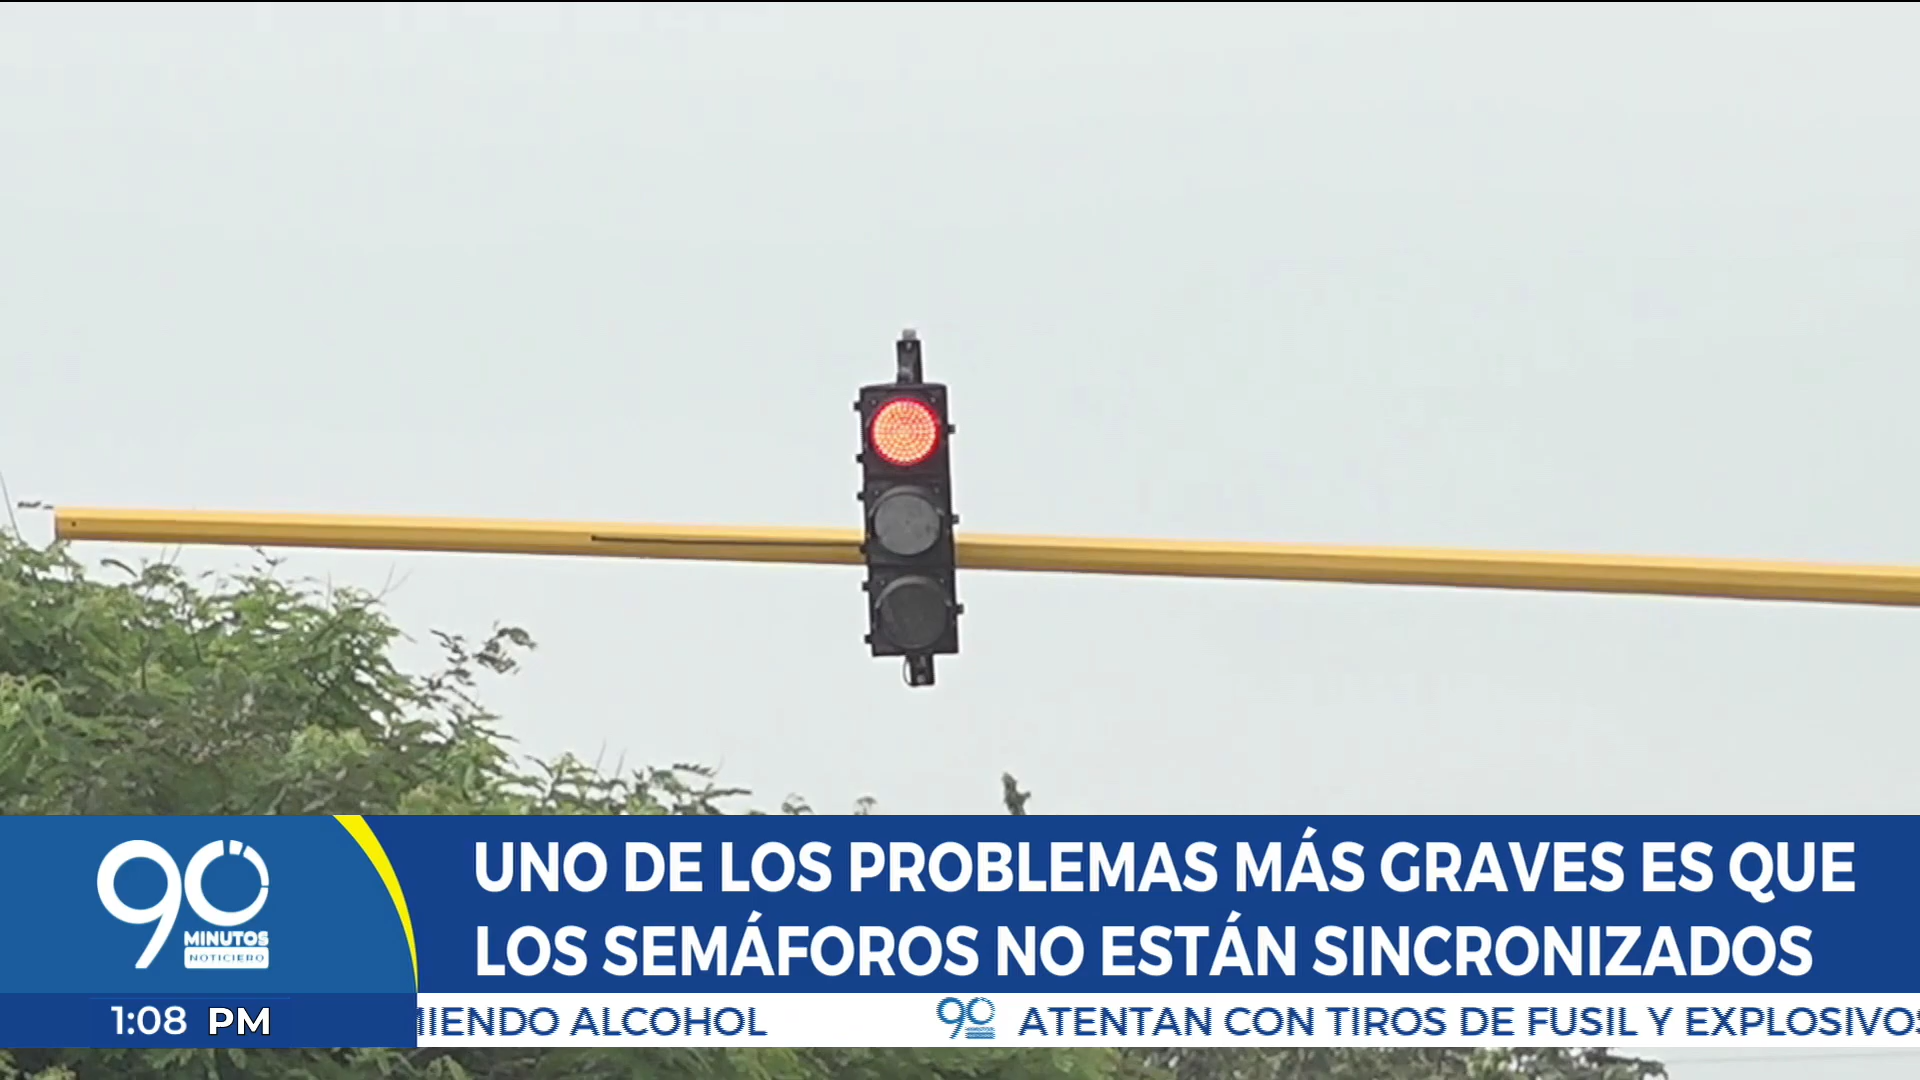 UNO DE LOS PROBLEMAS MÁS GRAVES ES QUE
LOS SEMÁFOROS NO ESTÁN SINCRONIZADOS
90
MINUTOS
NOTICIERO
1:08 PM
MIENDO ALCOHOL 90 ATENTAN CON TIROS DE FUSIL Y EXPLOSIVOS